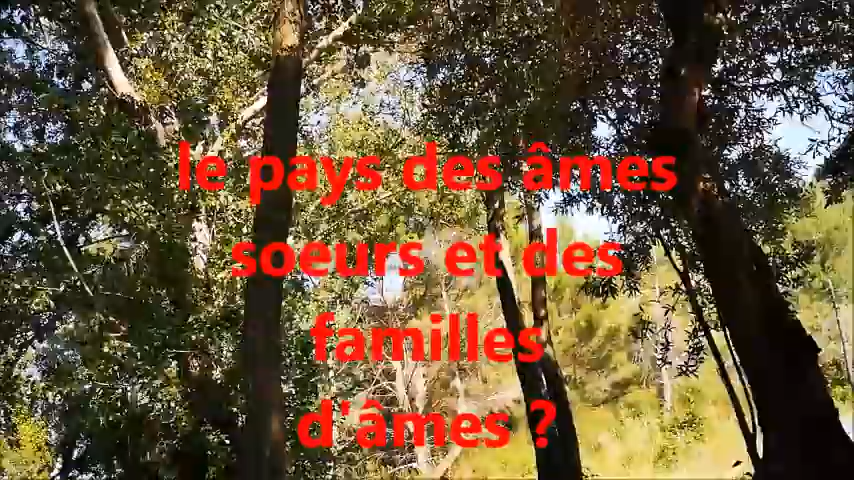 le pays des âmes
soeurs et des
familles
d'âmes ?